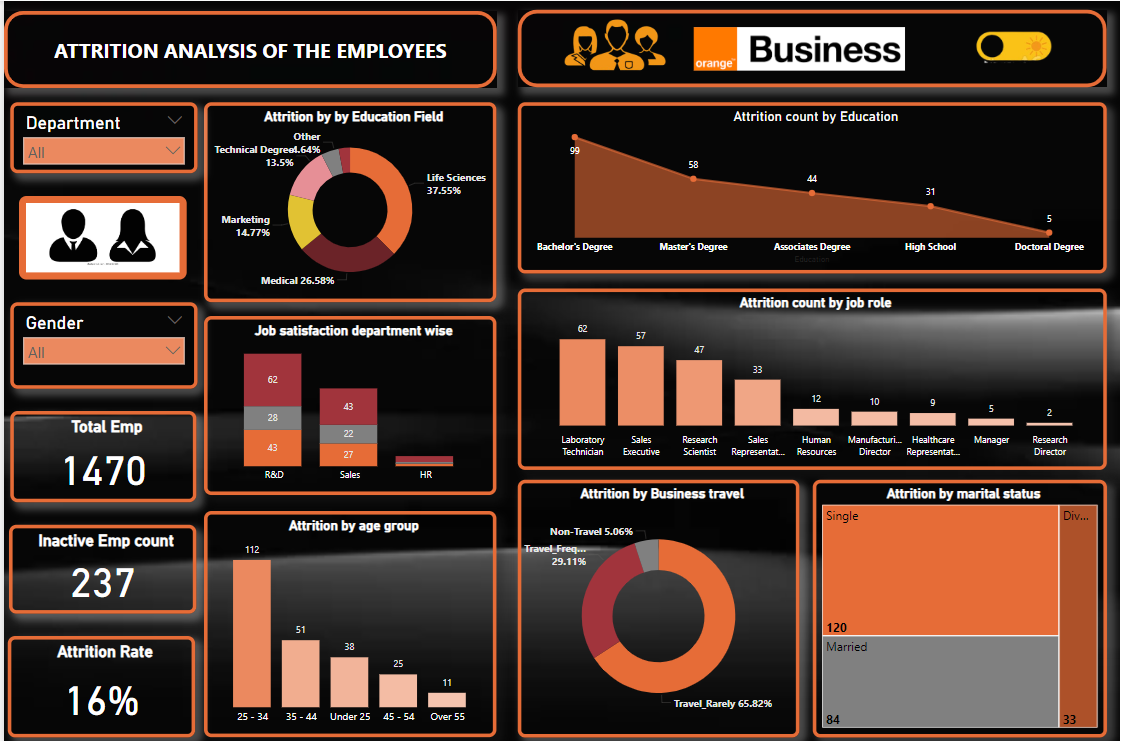 ATTRITION ANALYSIS OF THE EMPLOYEES
orange™
Business
Department
All
Gender
All
Total Emp
1470
Inactive Emp count
237
Attrition Rate
16%
Attrition by by Education Field
Other
4.64%
Technical Degree
13.5%
Life Sciences
37.55%
Marketing
14.77%
Medical 26.58%
Job satisfaction department wise
62
28
43
43
22
27
R&D
Sales
HR
Attrition by age group
112
51
38
25
11
25 - 34
35 - 44
Under 25
45 - 54
Over 55
Attrition count by Education
99
58
44
31
5
Bachelor's Degree
Master's Degree
Associates Degree
High School
Doctoral Degree
Education
Attrition count by job role
62
57
47
33
12
10
9
5
2
Laboratory
Technician
Sales
Executive
Research
Scientist
Sales
Representat...
Human
Resources
Manufacturi...
Director
Healthcare
Representat...
Manager
Research
Director
Attrition by Business travel
Non-Travel 5.06%
Travel_Freq...
29.11%
Travel_Rarely 65.82%
Attrition by marital status
Single
120
Married
84
Div...
33